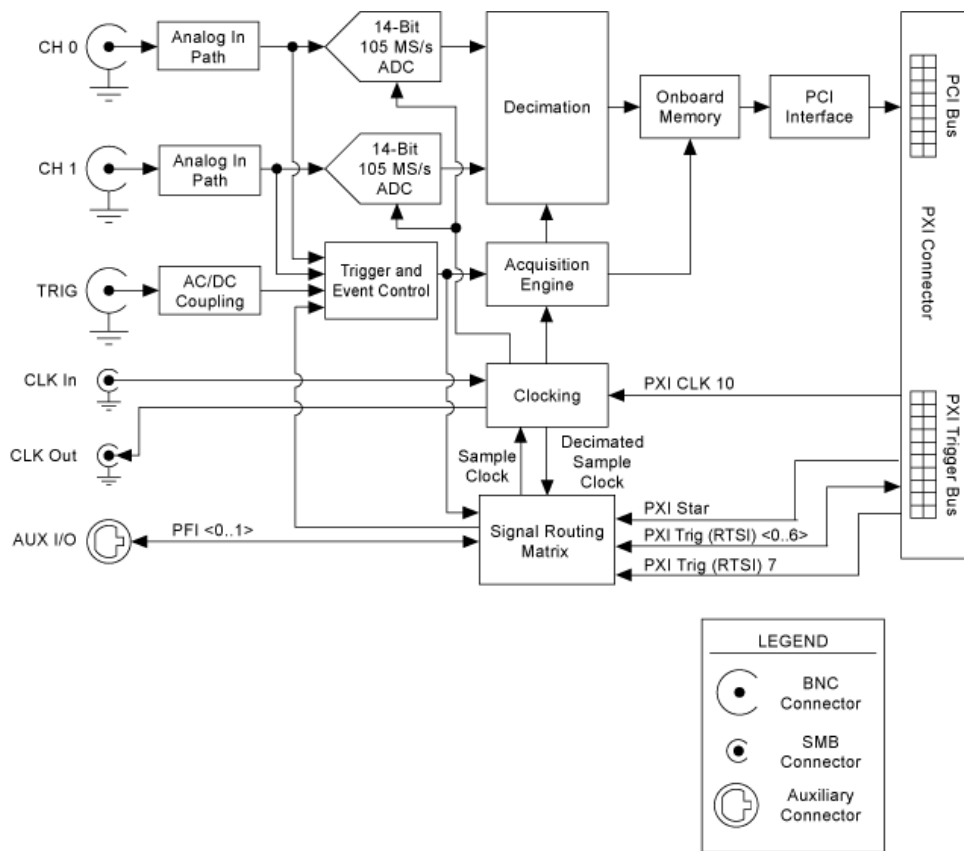 CH 0
Analog In
Path
14-Bit
105 MS/s
ADC
Decimation
Onboard
Memory
PCI
Interface
PCI Bus
CH 1
Analog In
Path
14-Bit
105 MS/s
ADC
PXI Connector
TRIG
AC/DC
Coupling
Trigger and
Event Control
Acquisition
Engine
CLK In
Clocking
PXI CLK 10
PXI Trigger Bus
CLK Out
Sample
Clock
Decimated
Sample
Clock
AUX I/O
PFI <0..1>
Signal Routing
Matrix
PXI Star
PXI Trig (RTSI) <0..6>
PXI Trig (RTSI) 7
LEGEND
BNC
Connector
SMB
Connector
Auxiliary
Connector